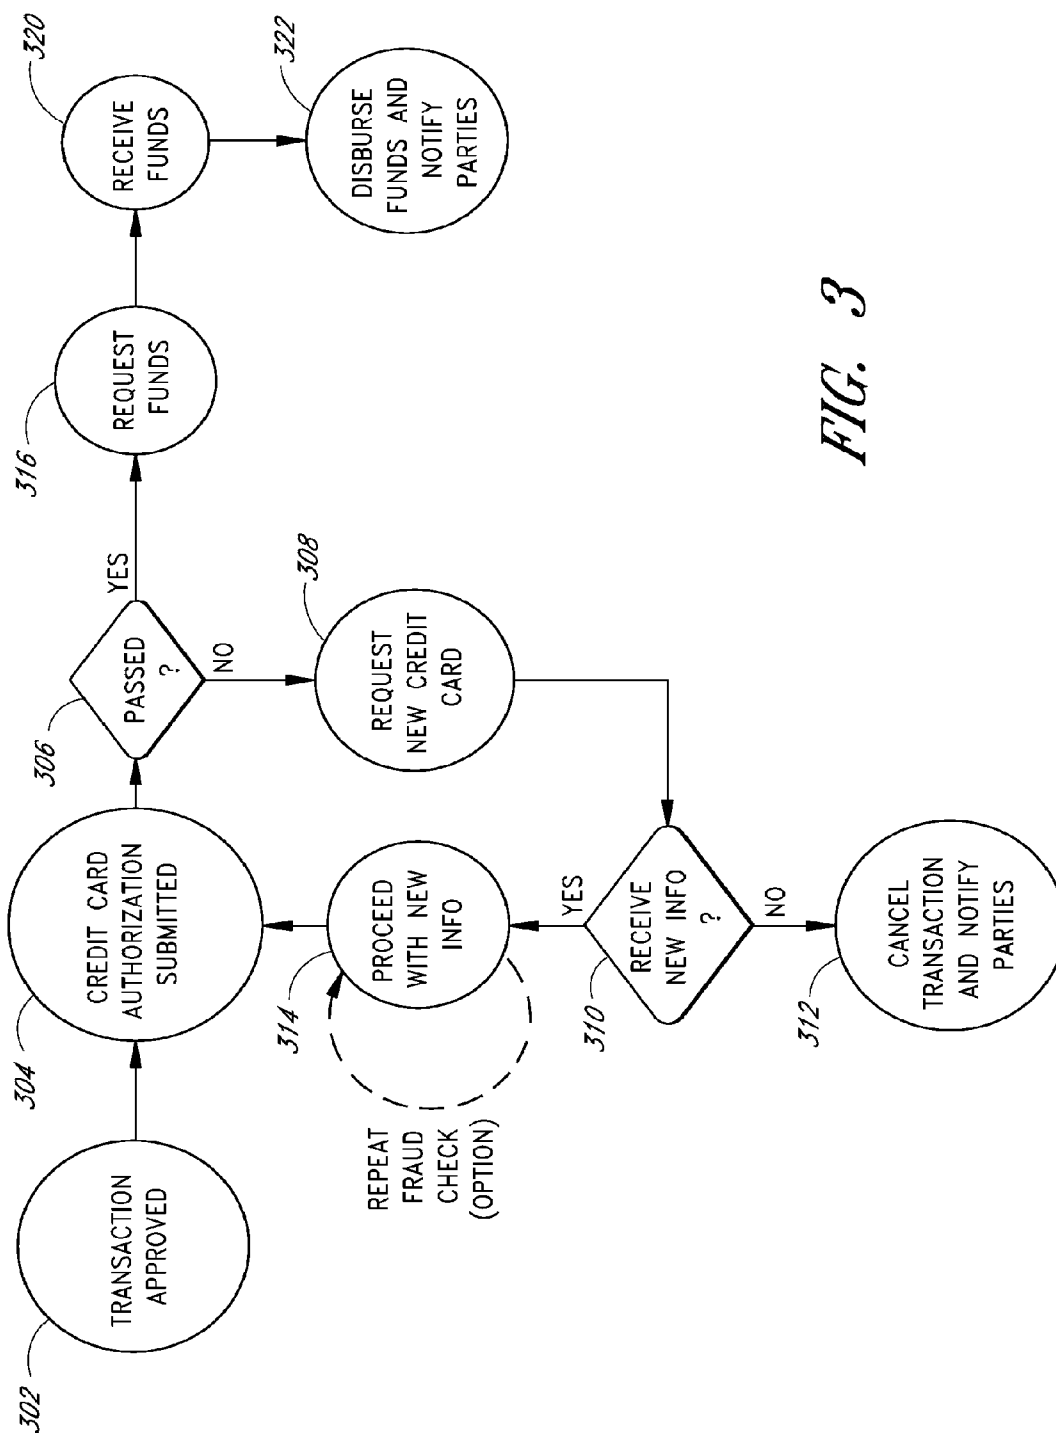 302
TRANSACTION
APPROVED
304
CREDIT CARD
AUTHORIZATION
SUBMITTED
306
PASSED
?
YES
NO
316
REQUEST
FUNDS
320
RECEIVE
FUNDS
322
DISBURSE
FUNDS AND
NOTIFY
PARTIES
308
REQUEST
NEW CREDIT
CARD
314
PROCEED
WITH NEW
INFO
REPEAT
FRAUD
CHECK
(OPTION)
310
RECEIVE
NEW INFO
?
YES
NO
312
CANCEL
TRANSACTION
AND NOTIFY
PARTIES
FIG. 3